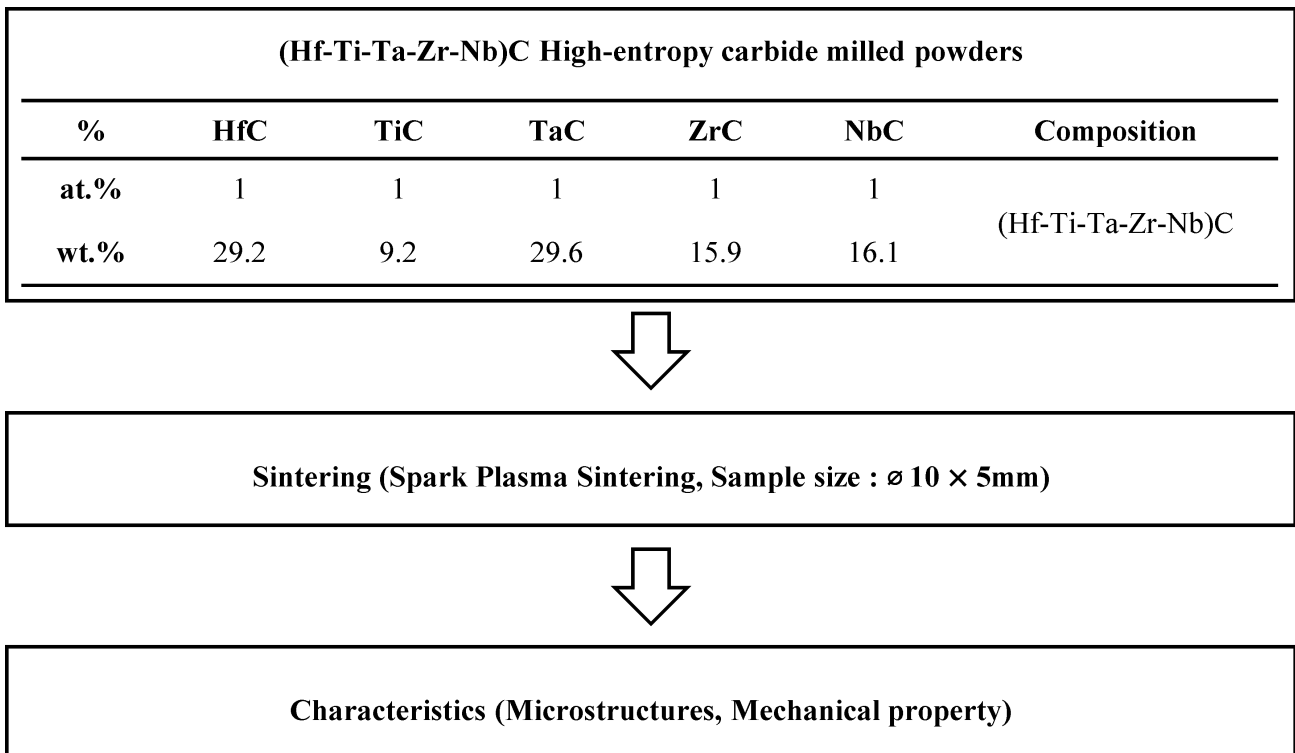 (Hf-Ti-Ta-Zr-Nb)C High-entropy carbide milled powders
% HfC TiC TaC ZrC NbC Composition
at.% 1 1 1 1 1
(Hf-Ti-Ta-Zr-Nb)C
wt.% 29.2 9.2 29.6 15.9 16.1
Sintering (Spark Plasma Sintering, Sample size : ⌀ 10 × 5mm)
Characteristics (Microstructures, Mechanical property)